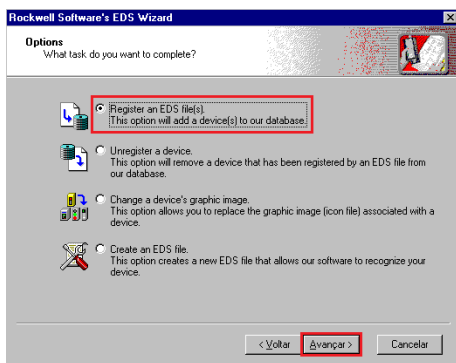 Rockwell Software's EDS Wizard
Options
What task do you want to complete?
Register an EDS file(s).
This option will add a device(s) to our database.
Unregister a device.
This option will remove a device that has been registered by an EDS file from
our database.
Change a device's graphic image.
This option allows you to replace the graphic image (icon file) associated with a
device.
Create an EDS file.
This option creates a new EDS file that allows our software to recognize your
device.
< Voltar
Avançar >
Cancelar